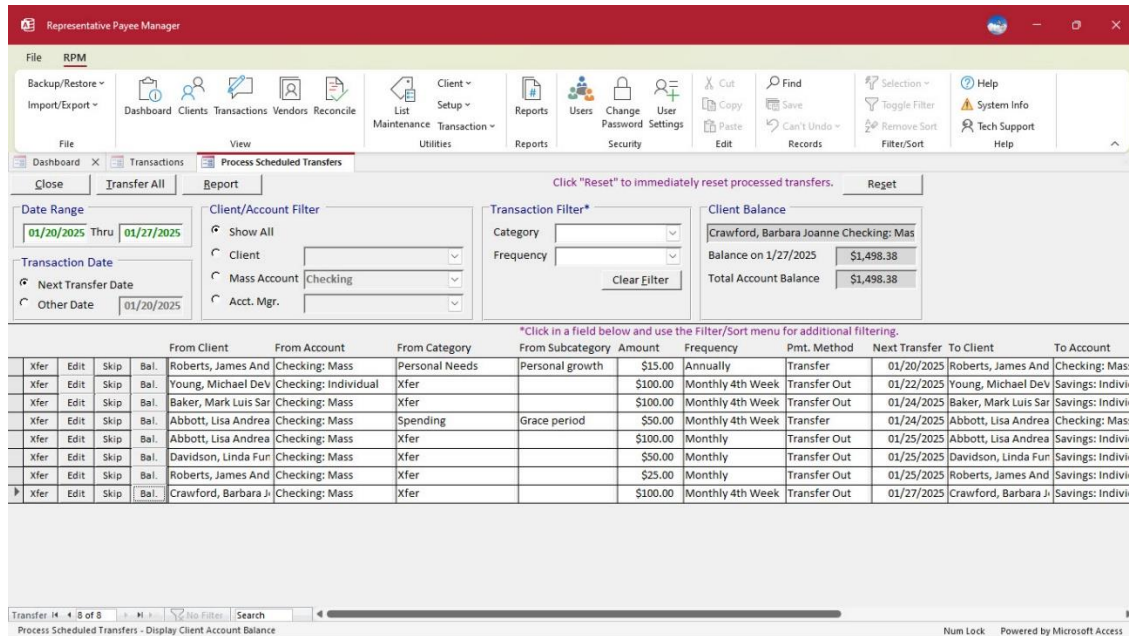 Representative Payee Manager
File RPM
Backup/Restore
Import/Export
Dashboard Clients Transactions Vendors Reconcile
List Maintenance
Client
Setup
Transaction
Reports
Users Change Password User Settings
Cut
Copy
Paste
Find
Save
Can't Undo
Selection
Toggle Filter
Remove Sort
Help
System Info
Tech Support
File View Utilities Reports Security Edit Records Filter/Sort Help
Dashboard Transactions Process Scheduled Transfers
Close Transfer All Report Click "Reset" to immediately reset processed transfers. Reset
Date Range
01/20/2025 Thru 01/27/2025
Transaction Date
Next Transfer Date
Other Date 01/20/2025
Client/Account Filter
Show All
Client
Mass Account Checking
Acct. Mgr.
Transaction Filter*
Category
Frequency
Clear Filter
Client Balance
Crawford, Barbara Joanne Checking: Mas
Balance on 1/27/2025 $1,498.38
Total Account Balance $1,498.38
*Click in a field below and use the Filter/Sort menu for additional filtering.
From Client From Account From Category From Subcategory Amount Frequency Pmt. Method Next Transfer To Client To Account
Xfer Edit Skip Bal. Roberts, James And Checking: Mass Personal Needs Personal growth $15.00 Annually Transfer 01/20/2025 Roberts, James And Checking: Mas
Xfer Edit Skip Bal. Young, Michael DeV Checking: Individual Xfer $100.00 Monthly 4th Week Transfer Out 01/22/2025 Young, Michael DeV Savings: Indivi
Xfer Edit Skip Bal. Baker, Mark Luis Sar Checking: Mass Xfer $100.00 Monthly 4th Week Transfer Out 01/24/2025 Baker, Mark Luis Sar Savings: Indivi
Xfer Edit Skip Bal. Abbott, Lisa Andrea Checking: Mass Spending Grace period $50.00 Monthly 4th Week Transfer 01/24/2025 Abbott, Lisa Andrea Checking: Mas
Xfer Edit Skip Bal. Abbott, Lisa Andrea Checking: Mass Xfer $100.00 Monthly Transfer Out 01/25/2025 Abbott, Lisa Andrea Savings: Indivi
Xfer Edit Skip Bal. Davidson, Linda Fur Checking: Mass Xfer $50.00 Monthly Transfer Out 01/25/2025 Davidson, Linda Fur Savings: Indivi
Xfer Edit Skip Bal. Roberts, James And Checking: Mass Xfer $25.00 Monthly Transfer Out 01/25/2025 Roberts, James And Savings: Indivi
Xfer Edit Skip Bal. Crawford, Barbara J Checking: Mass Xfer $100.00 Monthly 4th Week Transfer Out 01/27/2025 Crawford, Barbara J Savings: Indivi
Transfer 8 of 8 No Filter Search
Process Scheduled Transfers - Display Client Account Balance Num Lock Powered by Microsoft Access